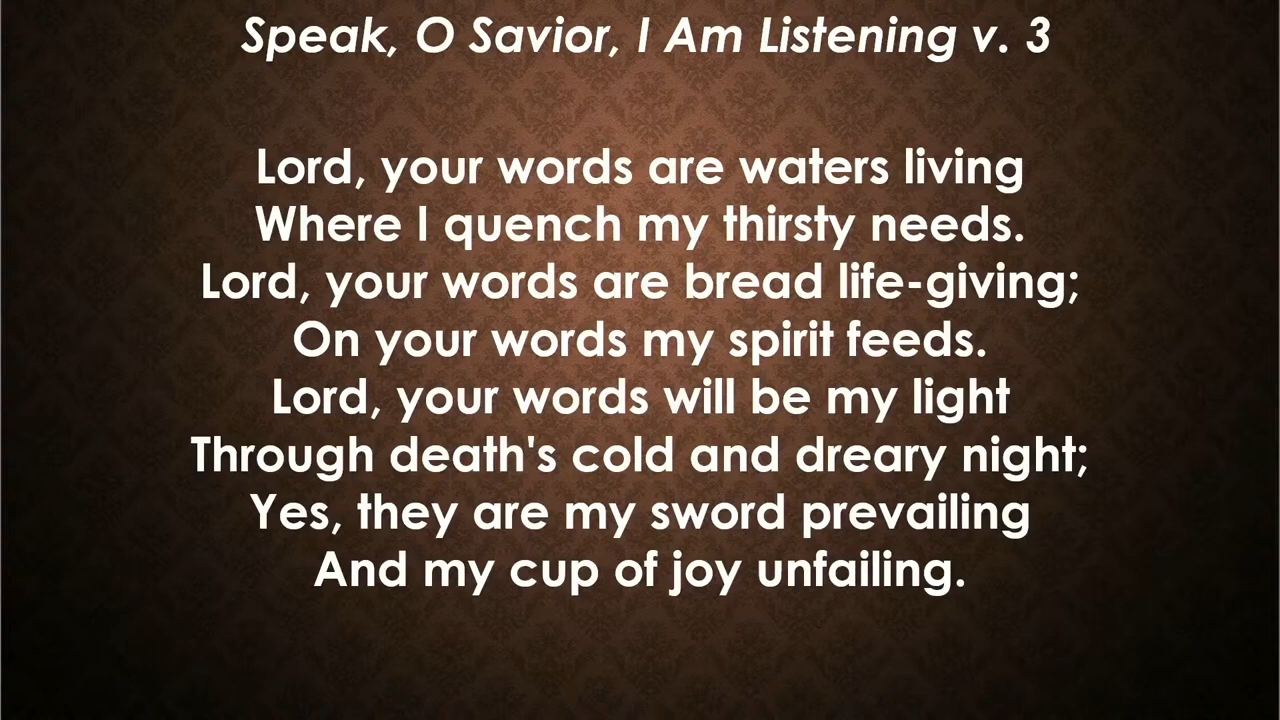 Speak, O Savior, I Am Listening v. 3
Lord, your words are waters living
Where I quench my thirsty needs.
Lord, your words are bread life-giving;
On your words my spirit feeds.
Lord, your words will be my light
Through death's cold and dreary night;
Yes, they are my sword prevailing
And my cup of joy unfailing.